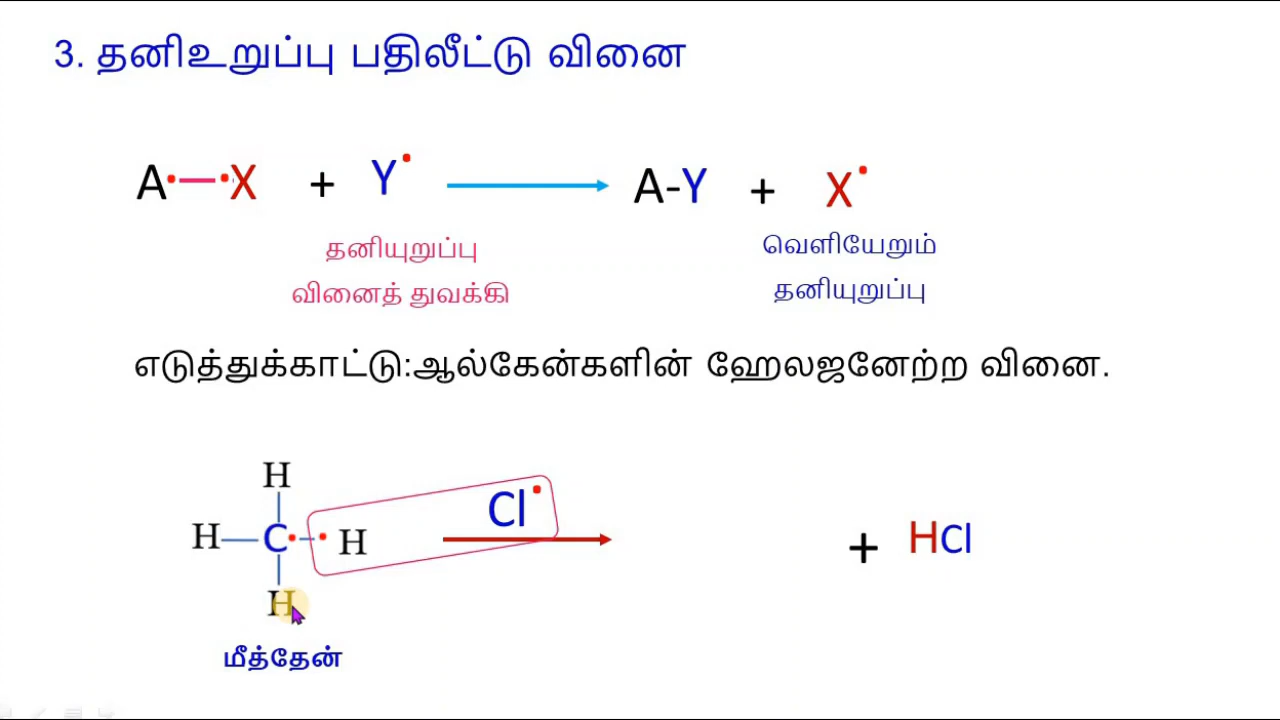 3. தனிஉறுப்பு பதிலீட்டு வினை
A•—•X + Y• → A-Y + X•
தனியுறுப்பு வெளியேறும்
வினைத் துவக்கி தனியுறுப்பு
எடுத்துக்காட்டு:ஆல்கேன்களின் ஹேலஜனேற்ற வினை.
H
Cl•
H—C•–•H → + HCl
H
மீத்தேன்